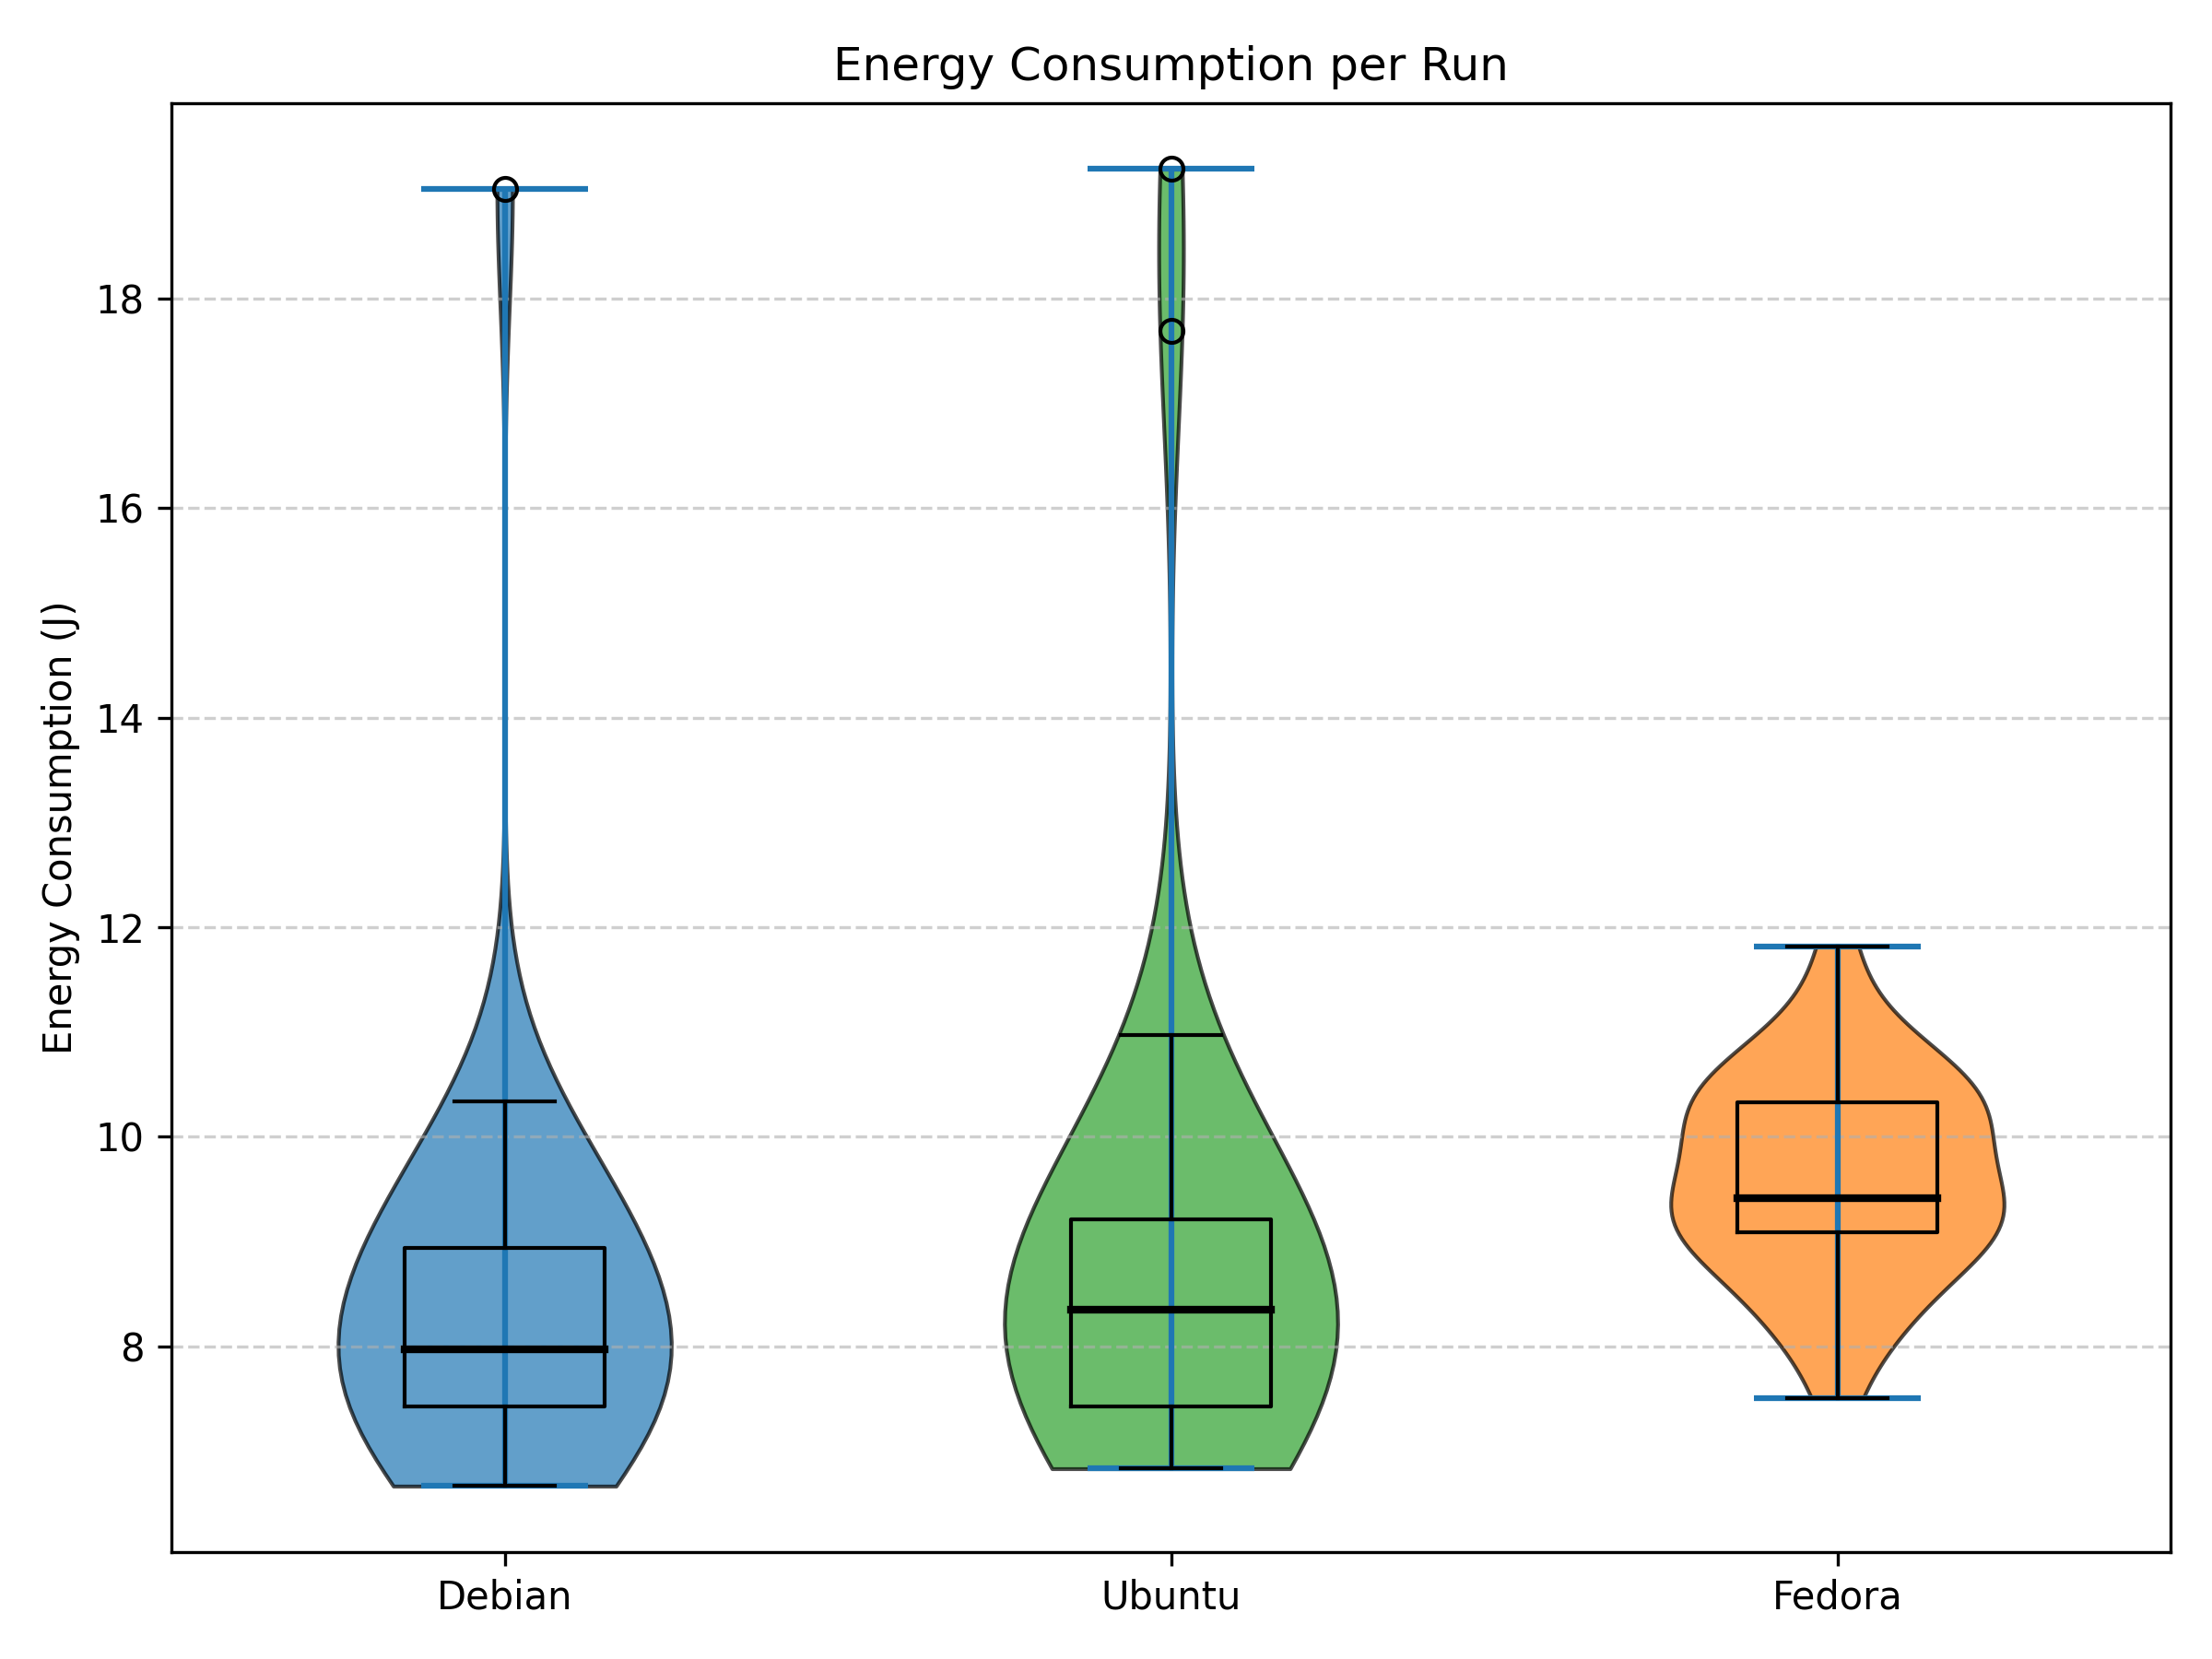 Energy Consumption per Run
Energy Consumption (J)
18
16
14
12
10
8
Debian
Ubuntu
Fedora